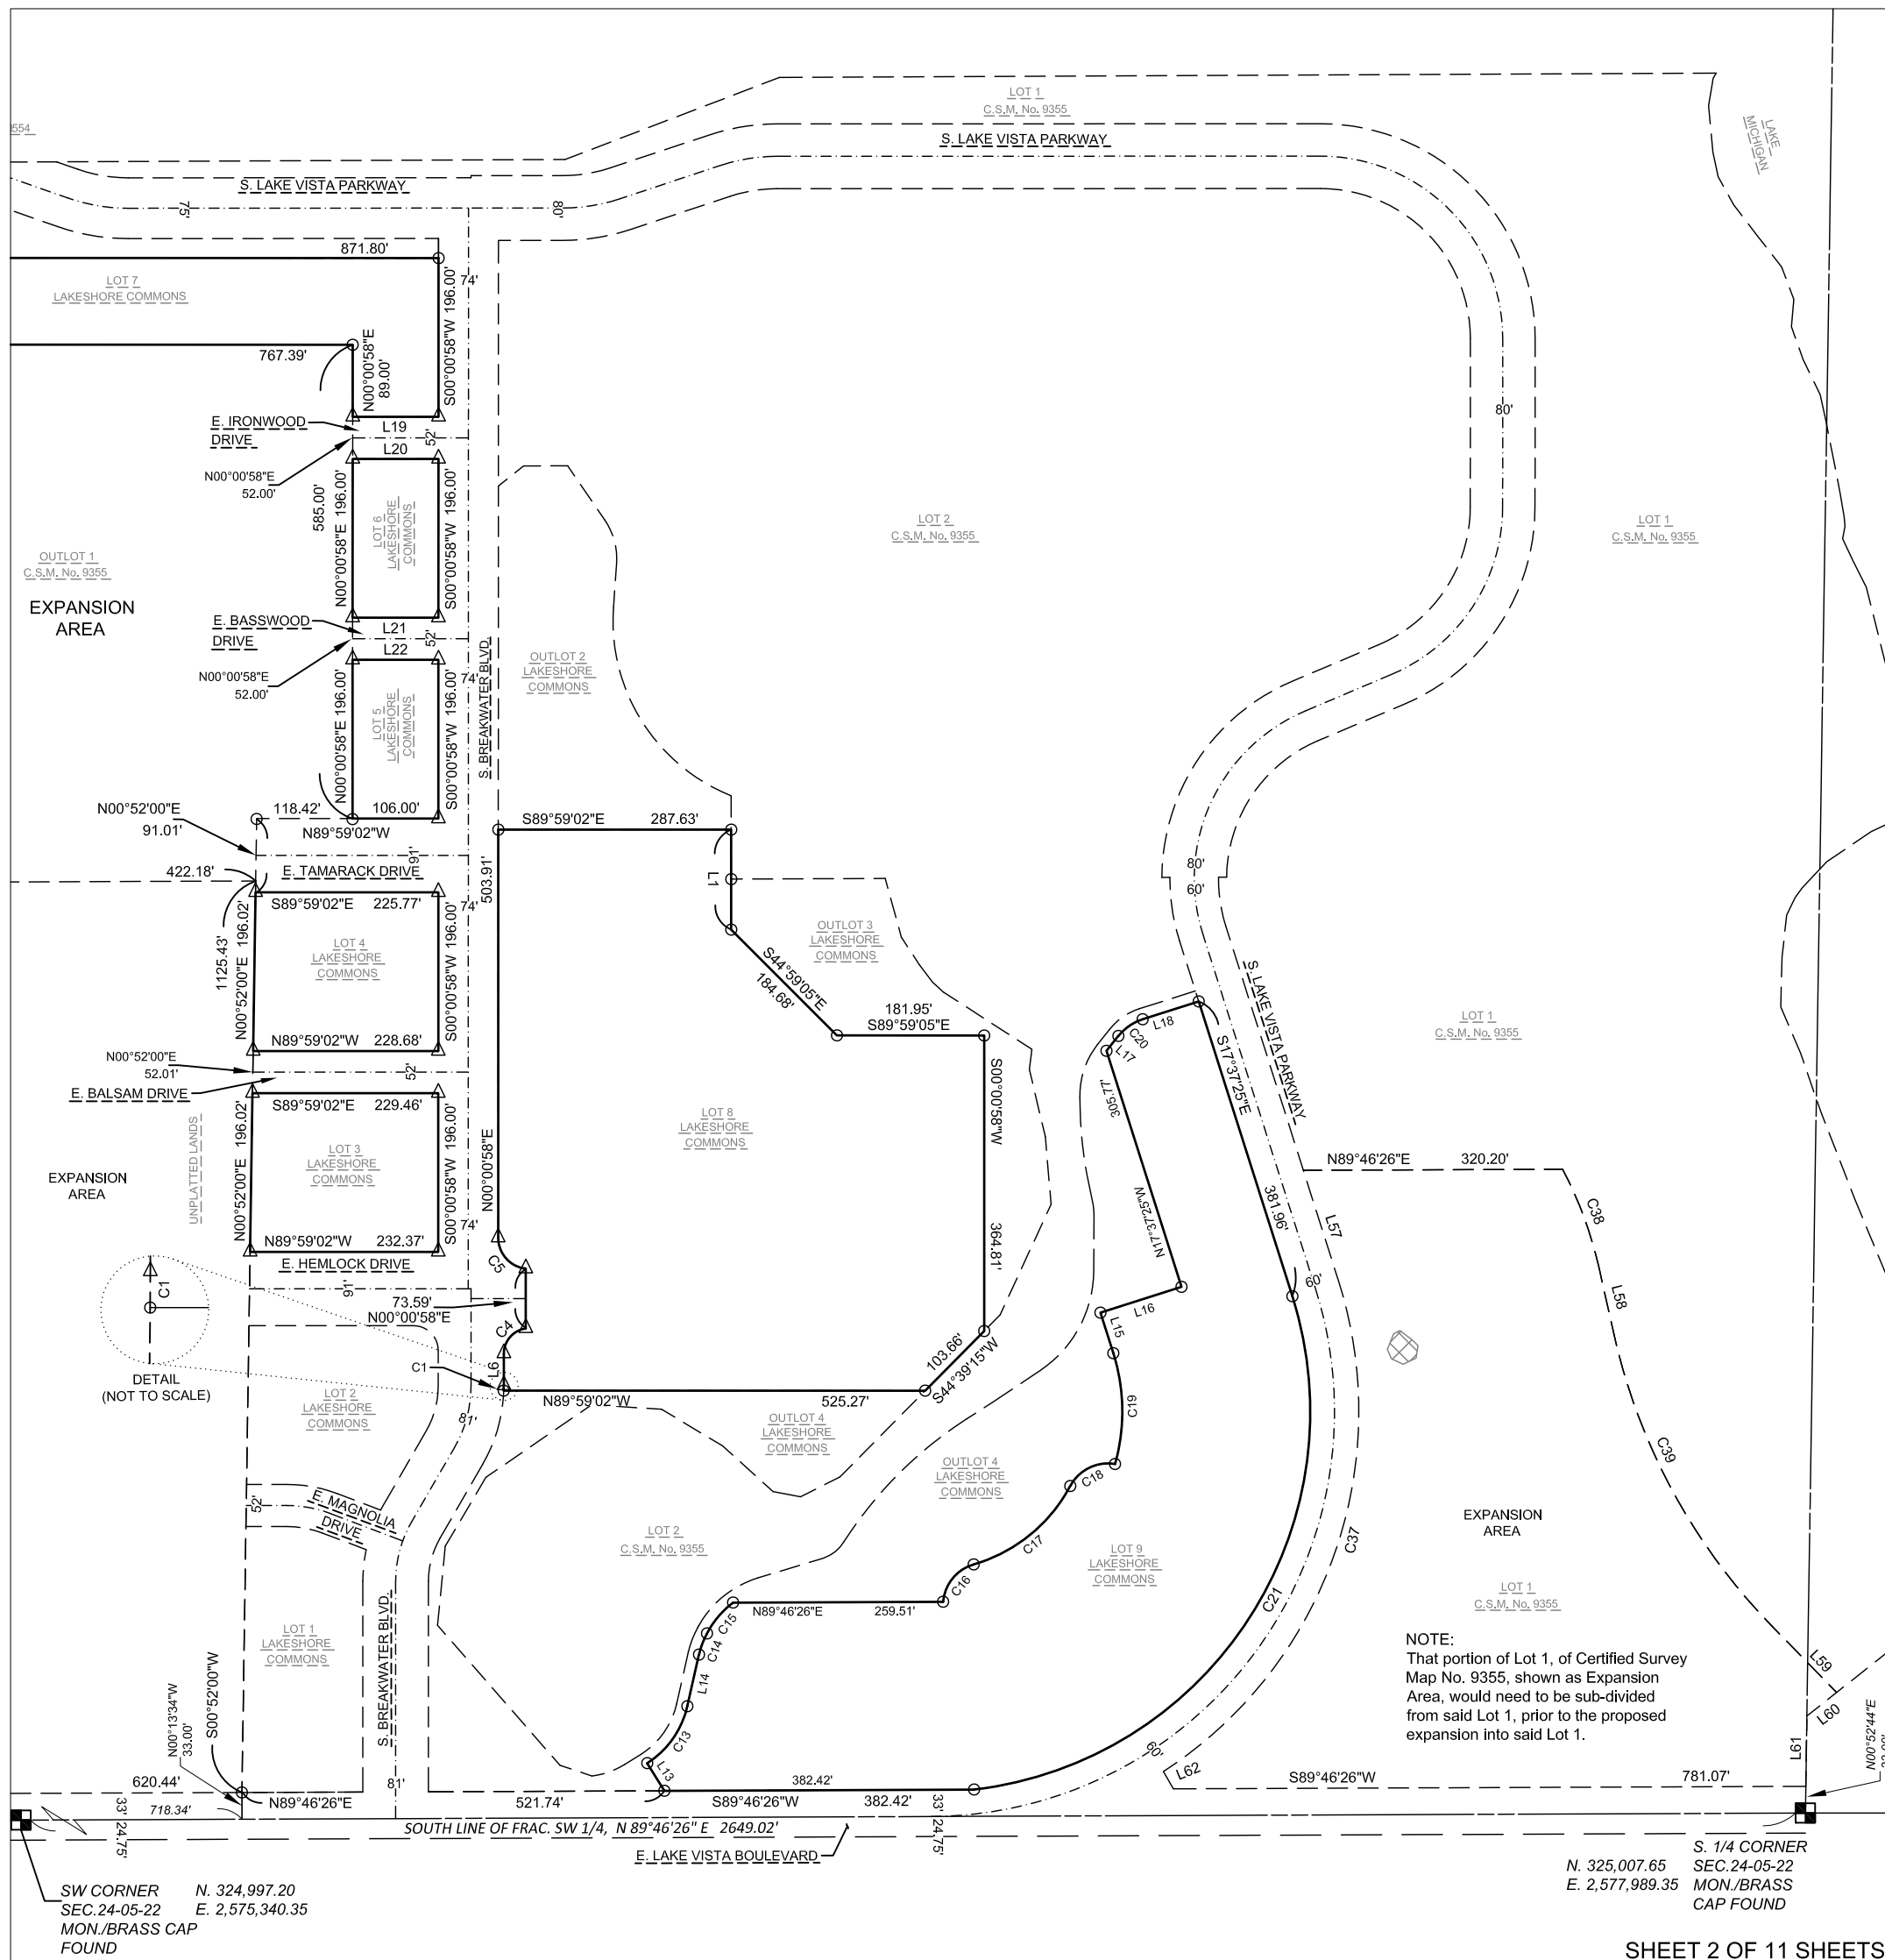 LOT 1
C.S.M. No. 9355
LAKE
MICHIGAN
554
S. LAKE VISTA PARKWAY
S. LAKE VISTA PARKWAY
75'
80'
871.80'
LOT 7
LAKESHORE COMMONS
S00°00'58"W 196.00'
74'
767.39'
N00°00'58"E
89.00'
E. IRONWOOD
DRIVE
L19
52'
L20
N00°00'58"E
52.00'
80'
585.00'
N00°00'58"E 196.00'
LOT 6
LAKESHORE
COMMONS
S00°00'58"W 196.00'
LOT 2
C.S.M. No. 9355
LOT 1
C.S.M. No. 9355
OUTLOT 1
C.S.M. No. 9355
EXPANSION
AREA
E. BASSWOOD
DRIVE
L21
52'
L22
N00°00'58"E
52.00'
74'
S. BREAKWATER BLVD.
OUTLOT 2
LAKESHORE
COMMONS
N00°00'58"E 196.00'
LOT 5
LAKESHORE
COMMONS
S00°00'58"W 196.00'
N00°52'00"E
91.01'
118.42'
106.00'
N89°59'02"W
S89°59'02"E 287.63'
91'
422.18'
E. TAMARACK DRIVE
503.91'
L1
80'
60'
S89°59'02"E 225.77'
74'
1125.43'
N00°52'00"E 196.02'
LOT 4
LAKESHORE
COMMONS
S00°00'58"W 196.00'
OUTLOT 3
LAKESHORE
COMMONS
S44°59'05"E
184.68'
181.95'
S89°59'05"E
S. LAKE VISTA PARKWAY
LOT 1
C.S.M. No. 9355
N89°59'02"W 228.68'
L18
C20
L17
S17°37'25"E
N00°52'00"E
52.01'
52'
E. BALSAM DRIVE
S89°59'02"E 229.46'
305.77'
S00°00'58"W
UNPLATTED LANDS
N00°52'00"E 196.02'
LOT 3
LAKESHORE
COMMONS
S00°00'58"W 196.00'
LOT 8
LAKESHORE
COMMONS
N00°00'58"E
EXPANSION
AREA
N89°46'26"E 320.20'
381.96'
N17°37'25"W
L57
C38
N89°59'02"W 232.37'
74'
364.81'
E. HEMLOCK DRIVE
C5
C1
91'
73.59'
N00°00'58"E
60'
L58
L16
L15
C4
C1
L6
103.66'
S44°39'15"W
DETAIL
(NOT TO SCALE)
N89°59'02"W 525.27'
LOT 2
LAKESHORE
COMMONS
81'
OUTLOT 4
LAKESHORE
COMMONS
C19
C39
OUTLOT 4
LAKESHORE
COMMONS
C18
52'
E. MAGNOLIA
DRIVE
LOT 2
C.S.M. No. 9355
C17
C37
EXPANSION
AREA
LOT 9
LAKESHORE
COMMONS
C16
C21
LOT 1
C.S.M. No. 9355
N89°46'26"E 259.51'
C15
C14
L14
LOT 1
LAKESHORE
COMMONS
S. BREAKWATER BLVD.
NOTE:
That portion of Lot 1, of Certified Survey
Map No. 9355, shown as Expansion
Area, would need to be sub-divided
from said Lot 1, prior to the proposed
expansion into said Lot 1.
L59
L60
S00°52'00"W
N00°13'34"W
33.00'
C13
L13
60'
L62
L61
N00°52'44"E
620.44'
81'
382.42'
S89°46'26"W 781.07'
718.34'
N89°46'26"E
521.74'
S89°46'26"W 382.42'
33'
24.75'
33'
24.75'
SOUTH LINE OF FRAC. SW 1/4, N 89°46'26" E 2649.02'
E. LAKE VISTA BOULEVARD
SW CORNER
SEC.24-05-22
MON./BRASS CAP
FOUND
N. 324,997.20
E. 2,575,340.35
N. 325,007.65
E. 2,577,989.35
S. 1/4 CORNER
SEC.24-05-22
MON./BRASS
CAP FOUND
SHEET 2 OF 11 SHEETS